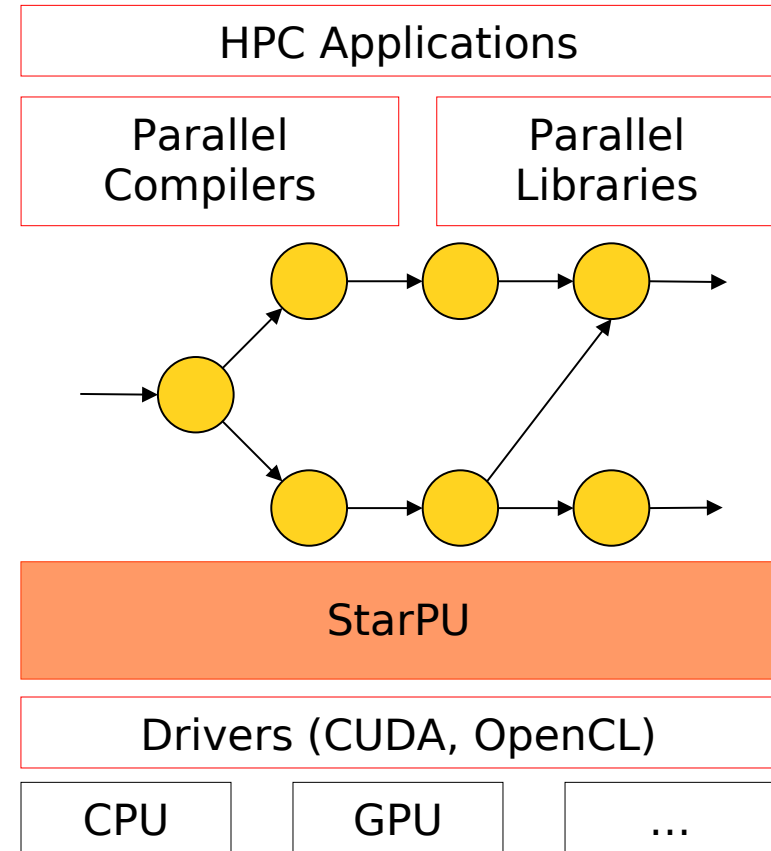 HPC Applications
Parallel
Compilers
Parallel
Libraries
StarPU
Drivers (CUDA, OpenCL)
CPU
GPU
...